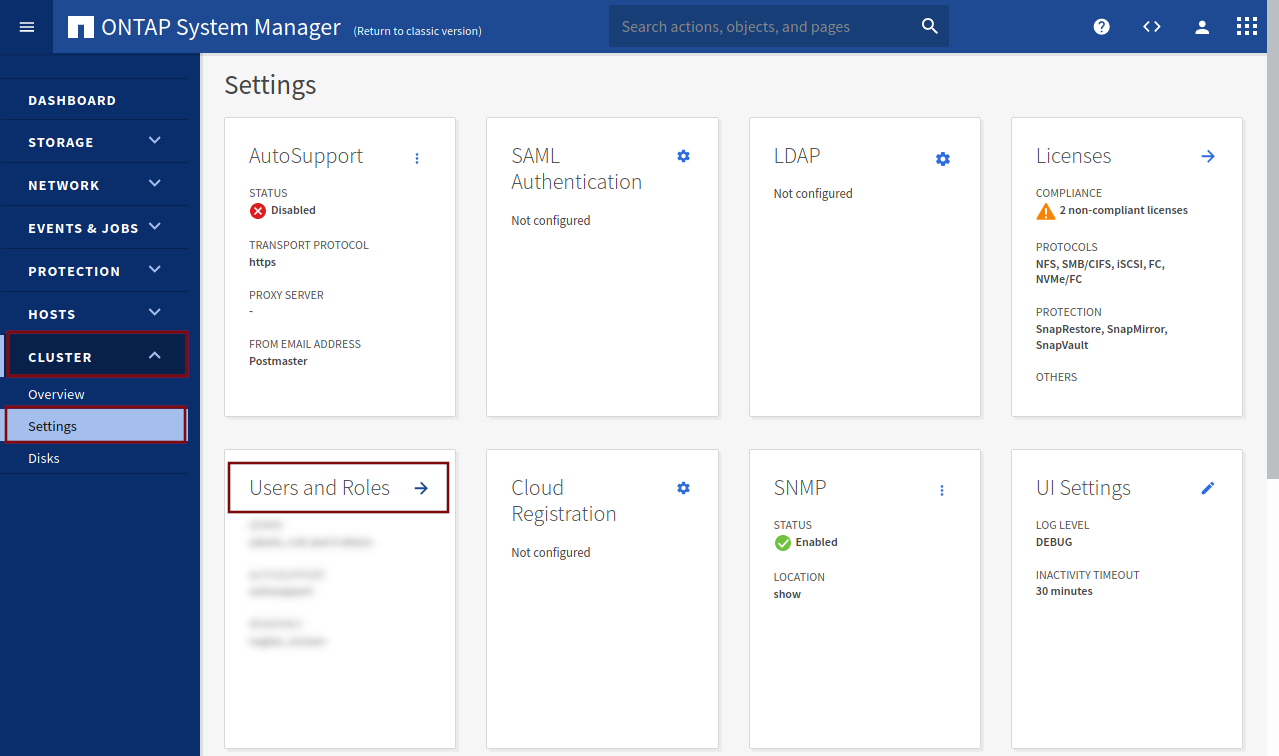 ONTAP System Manager (Return to classic version)
Search actions, objects, and pages
DASHBOARD
STORAGE
NETWORK
EVENTS & JOBS
PROTECTION
HOSTS
CLUSTER
Overview
Settings
Disks
Settings
AutoSupport
STATUS
Disabled
TRANSPORT PROTOCOL
https
PROXY SERVER
-
FROM EMAIL ADDRESS
Postmaster
SAML
Authentication
Not configured
LDAP
Not configured
Licenses
COMPLIANCE
2 non-compliant licenses
PROTOCOLS
NFS, SMB/CIFS, iSCSI, FC,
NVMe/FC
PROTECTION
SnapRestore, SnapMirror,
SnapVault
OTHERS
Users and Roles
Cloud
Registration
Not configured
SNMP
STATUS
Enabled
LOCATION
show
UI Settings
LOG LEVEL
DEBUG
INACTIVITY TIMEOUT
30 minutes